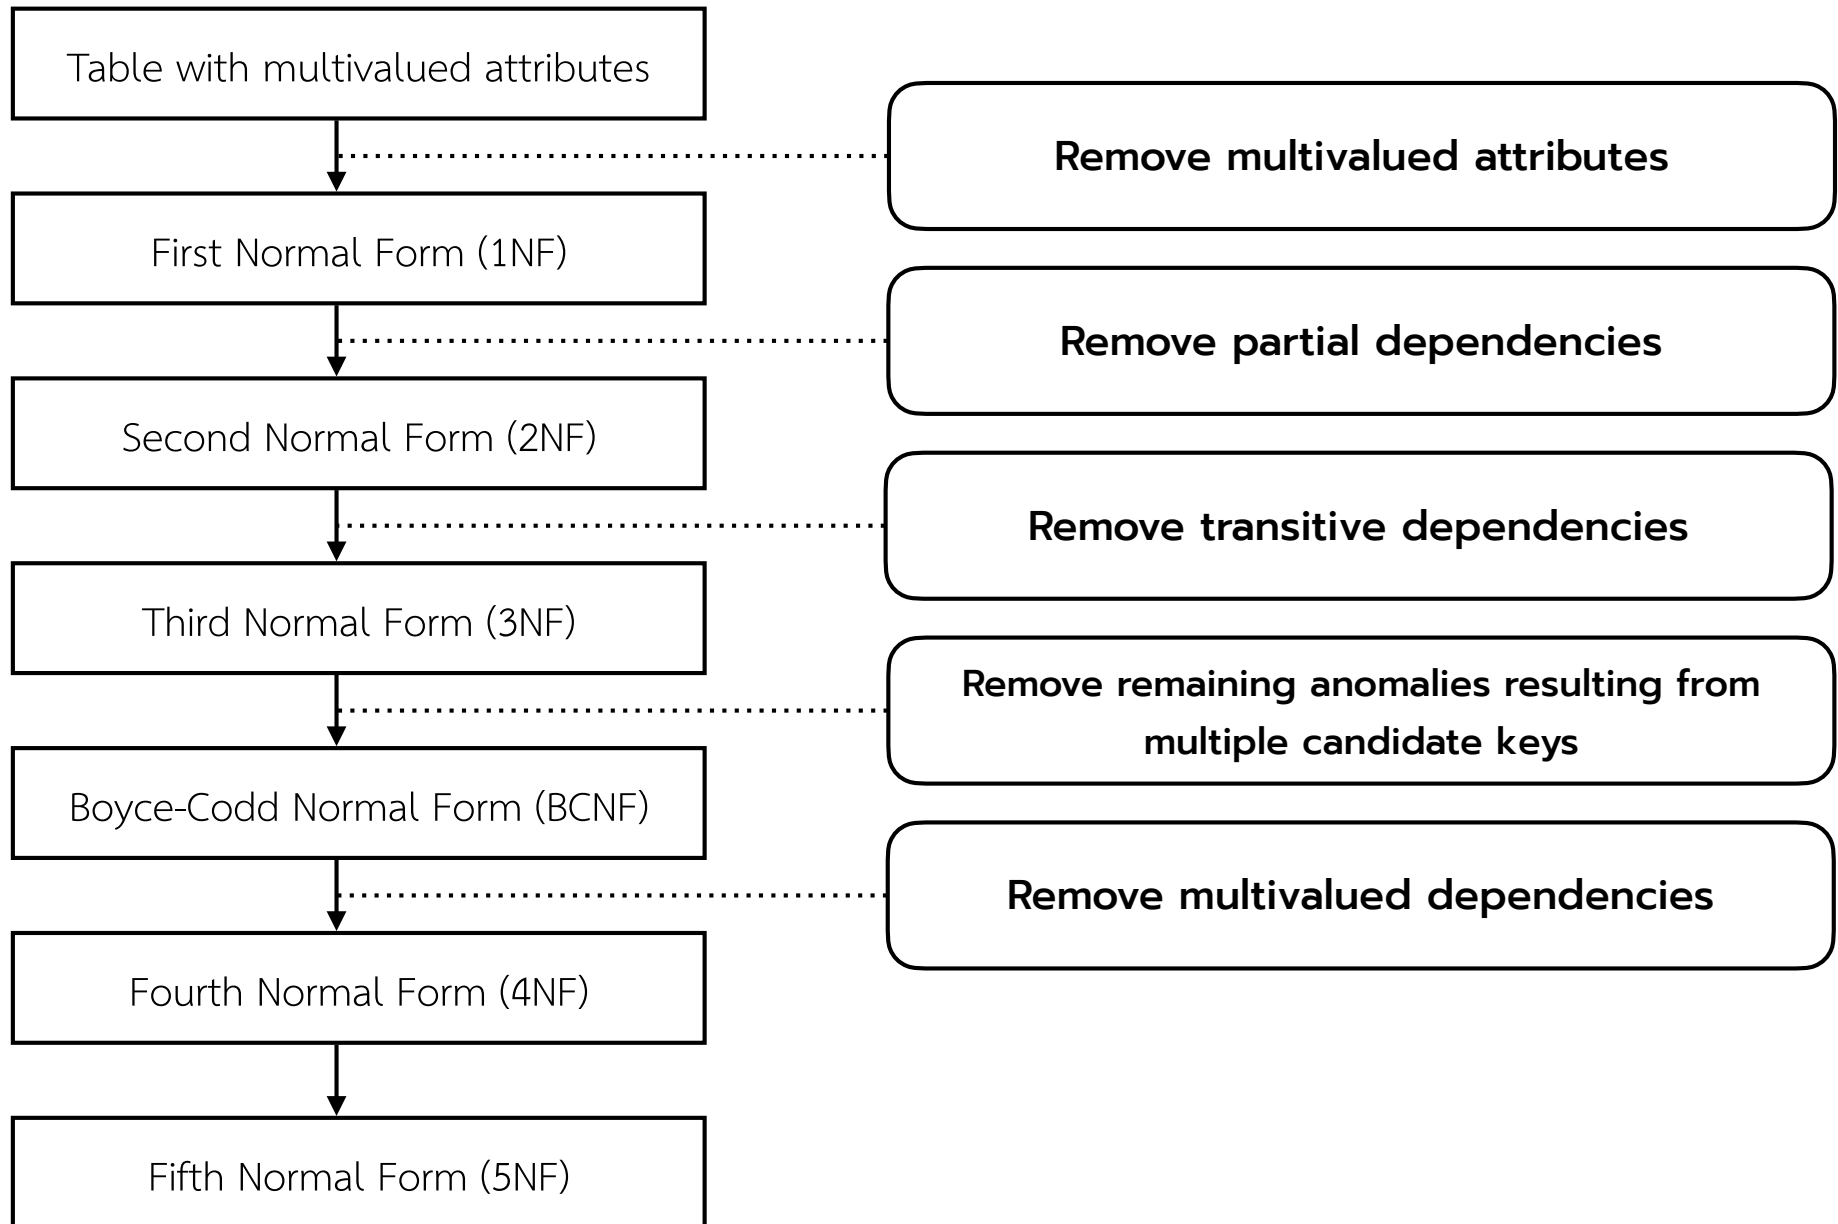 Table with multivalued attributes
Remove multivalued attributes
First Normal Form (1NF)
Remove partial dependencies
Second Normal Form (2NF)
Remove transitive dependencies
Third Normal Form (3NF)
Remove remaining anomalies resulting from
multiple candidate keys
Boyce-Codd Normal Form (BCNF)
Remove multivalued dependencies
Fourth Normal Form (4NF)
Fifth Normal Form (5NF)